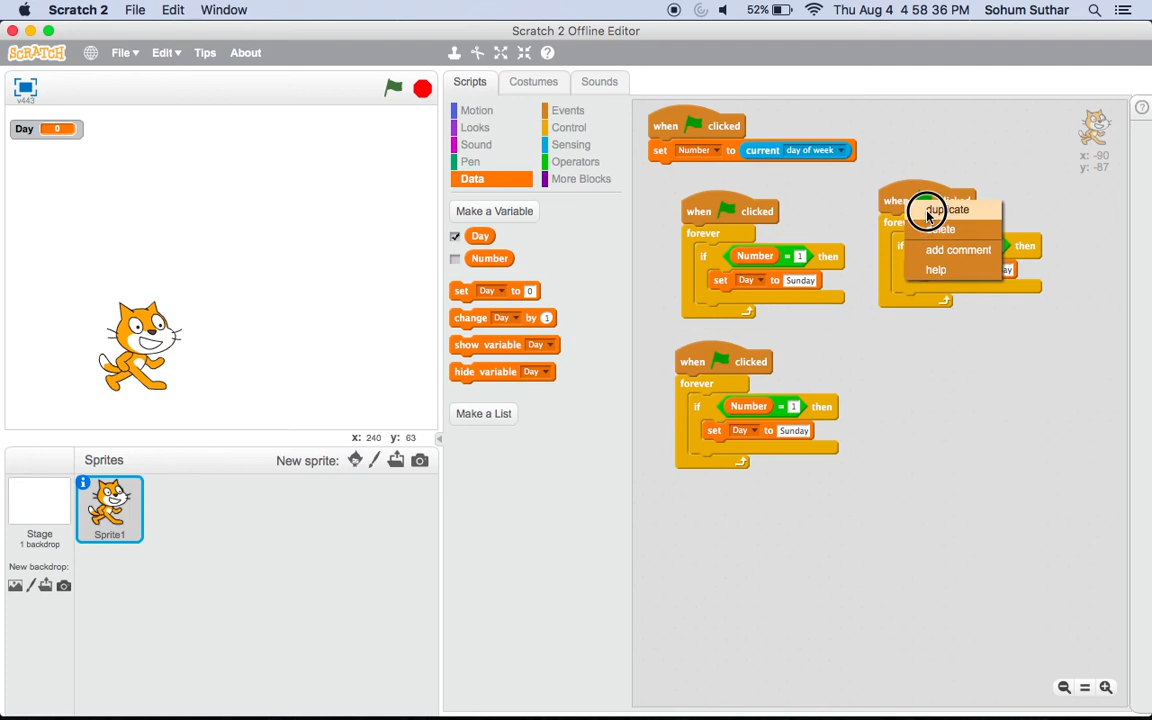 Scratch 2 File Edit Window 52% Thu Aug 4 4 58 36 PM Sohum Suthar
Scratch 2 Offline Editor
SCRATCH File Edit Tips About
v443
Day 0
x: 240 y: 63
Sprites New sprite:
Stage
1 backdrop
New backdrop:
Sprite1
Scripts Costumes Sounds
Motion Events
Looks Control
Sound Sensing
Pen Operators
Data More Blocks
Make a Variable
Day
Number
set Day to 0
change Day by 1
show variable Day
hide variable Day
Make a List
when clicked
set Number to current day of week
x: -90
y: -87
when clicked
forever
if Number = 1 then
set Day to Sunday
when
duplicate
delete
add comment
help
then
when clicked
forever
if Number = 1 then
set Day to Sunday